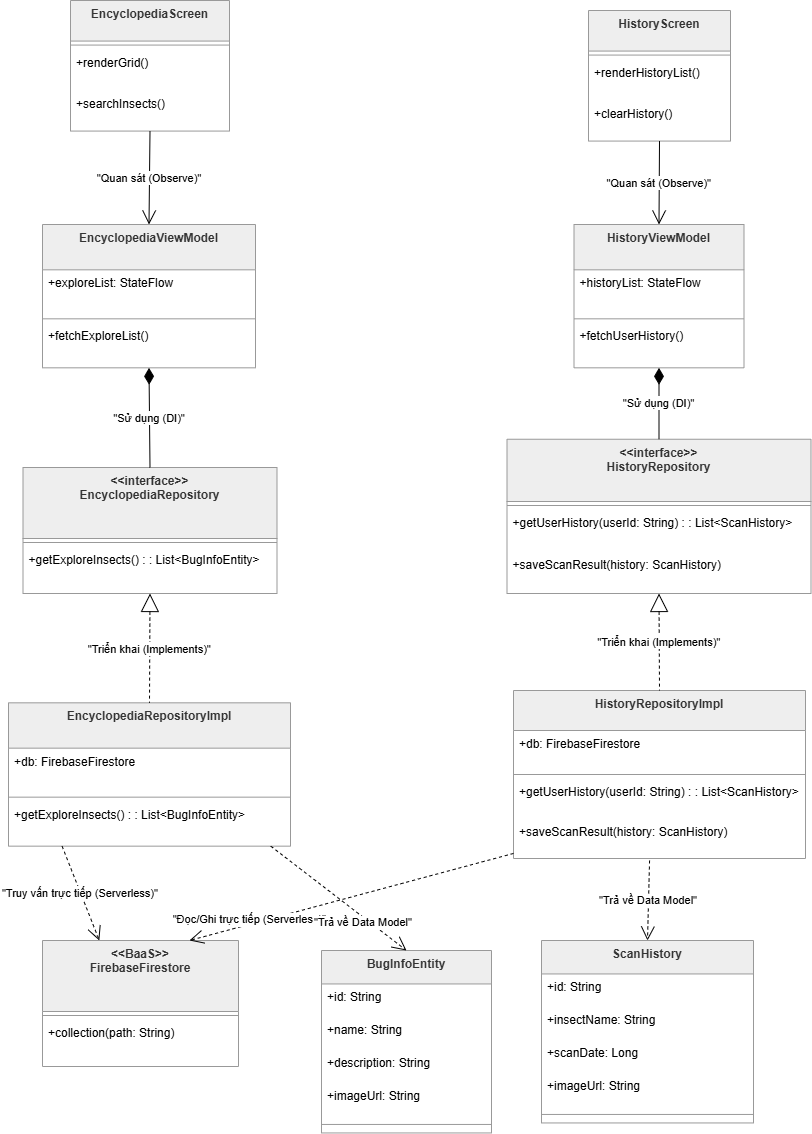 EncyclopediaScreen
+renderGrid()
+searchInsects()
HistoryScreen
+renderHistoryList()
+clearHistory()
"Quan sát (Observe)"
"Quan sát (Observe)"
EncyclopediaViewModel
+exploreList: StateFlow
+fetchExploreList()
HistoryViewModel
+historyList: StateFlow
+fetchUserHistory()
"Sử dụng (DI)"
"Sử dụng (DI)"
<<interface>>
EncyclopediaRepository
+getExploreInsects() : : List<BugInfoEntity>
<<interface>>
HistoryRepository
+getUserHistory(userId: String) : : List<ScanHistory>
+saveScanResult(history: ScanHistory)
"Triển khai (Implements)"
"Triển khai (Implements)"
EncyclopediaRepositoryImpl
+db: FirebaseFirestore
+getExploreInsects() : : List<BugInfoEntity>
HistoryRepositoryImpl
+db: FirebaseFirestore
+getUserHistory(userId: String) : : List<ScanHistory>
+saveScanResult(history: ScanHistory)
"Truy vấn trực tiếp (Serverless)"
"Đọc/Ghi trực tiếp (Serverles
"Trả về Data Model"
"Trả về Data Model"
<<BaaS>>
FirebaseFirestore
+collection(path: String)
BugInfoEntity
+id: String
+name: String
+description: String
+imageUrl: String
ScanHistory
+id: String
+insectName: String
+scanDate: Long
+imageUrl: String